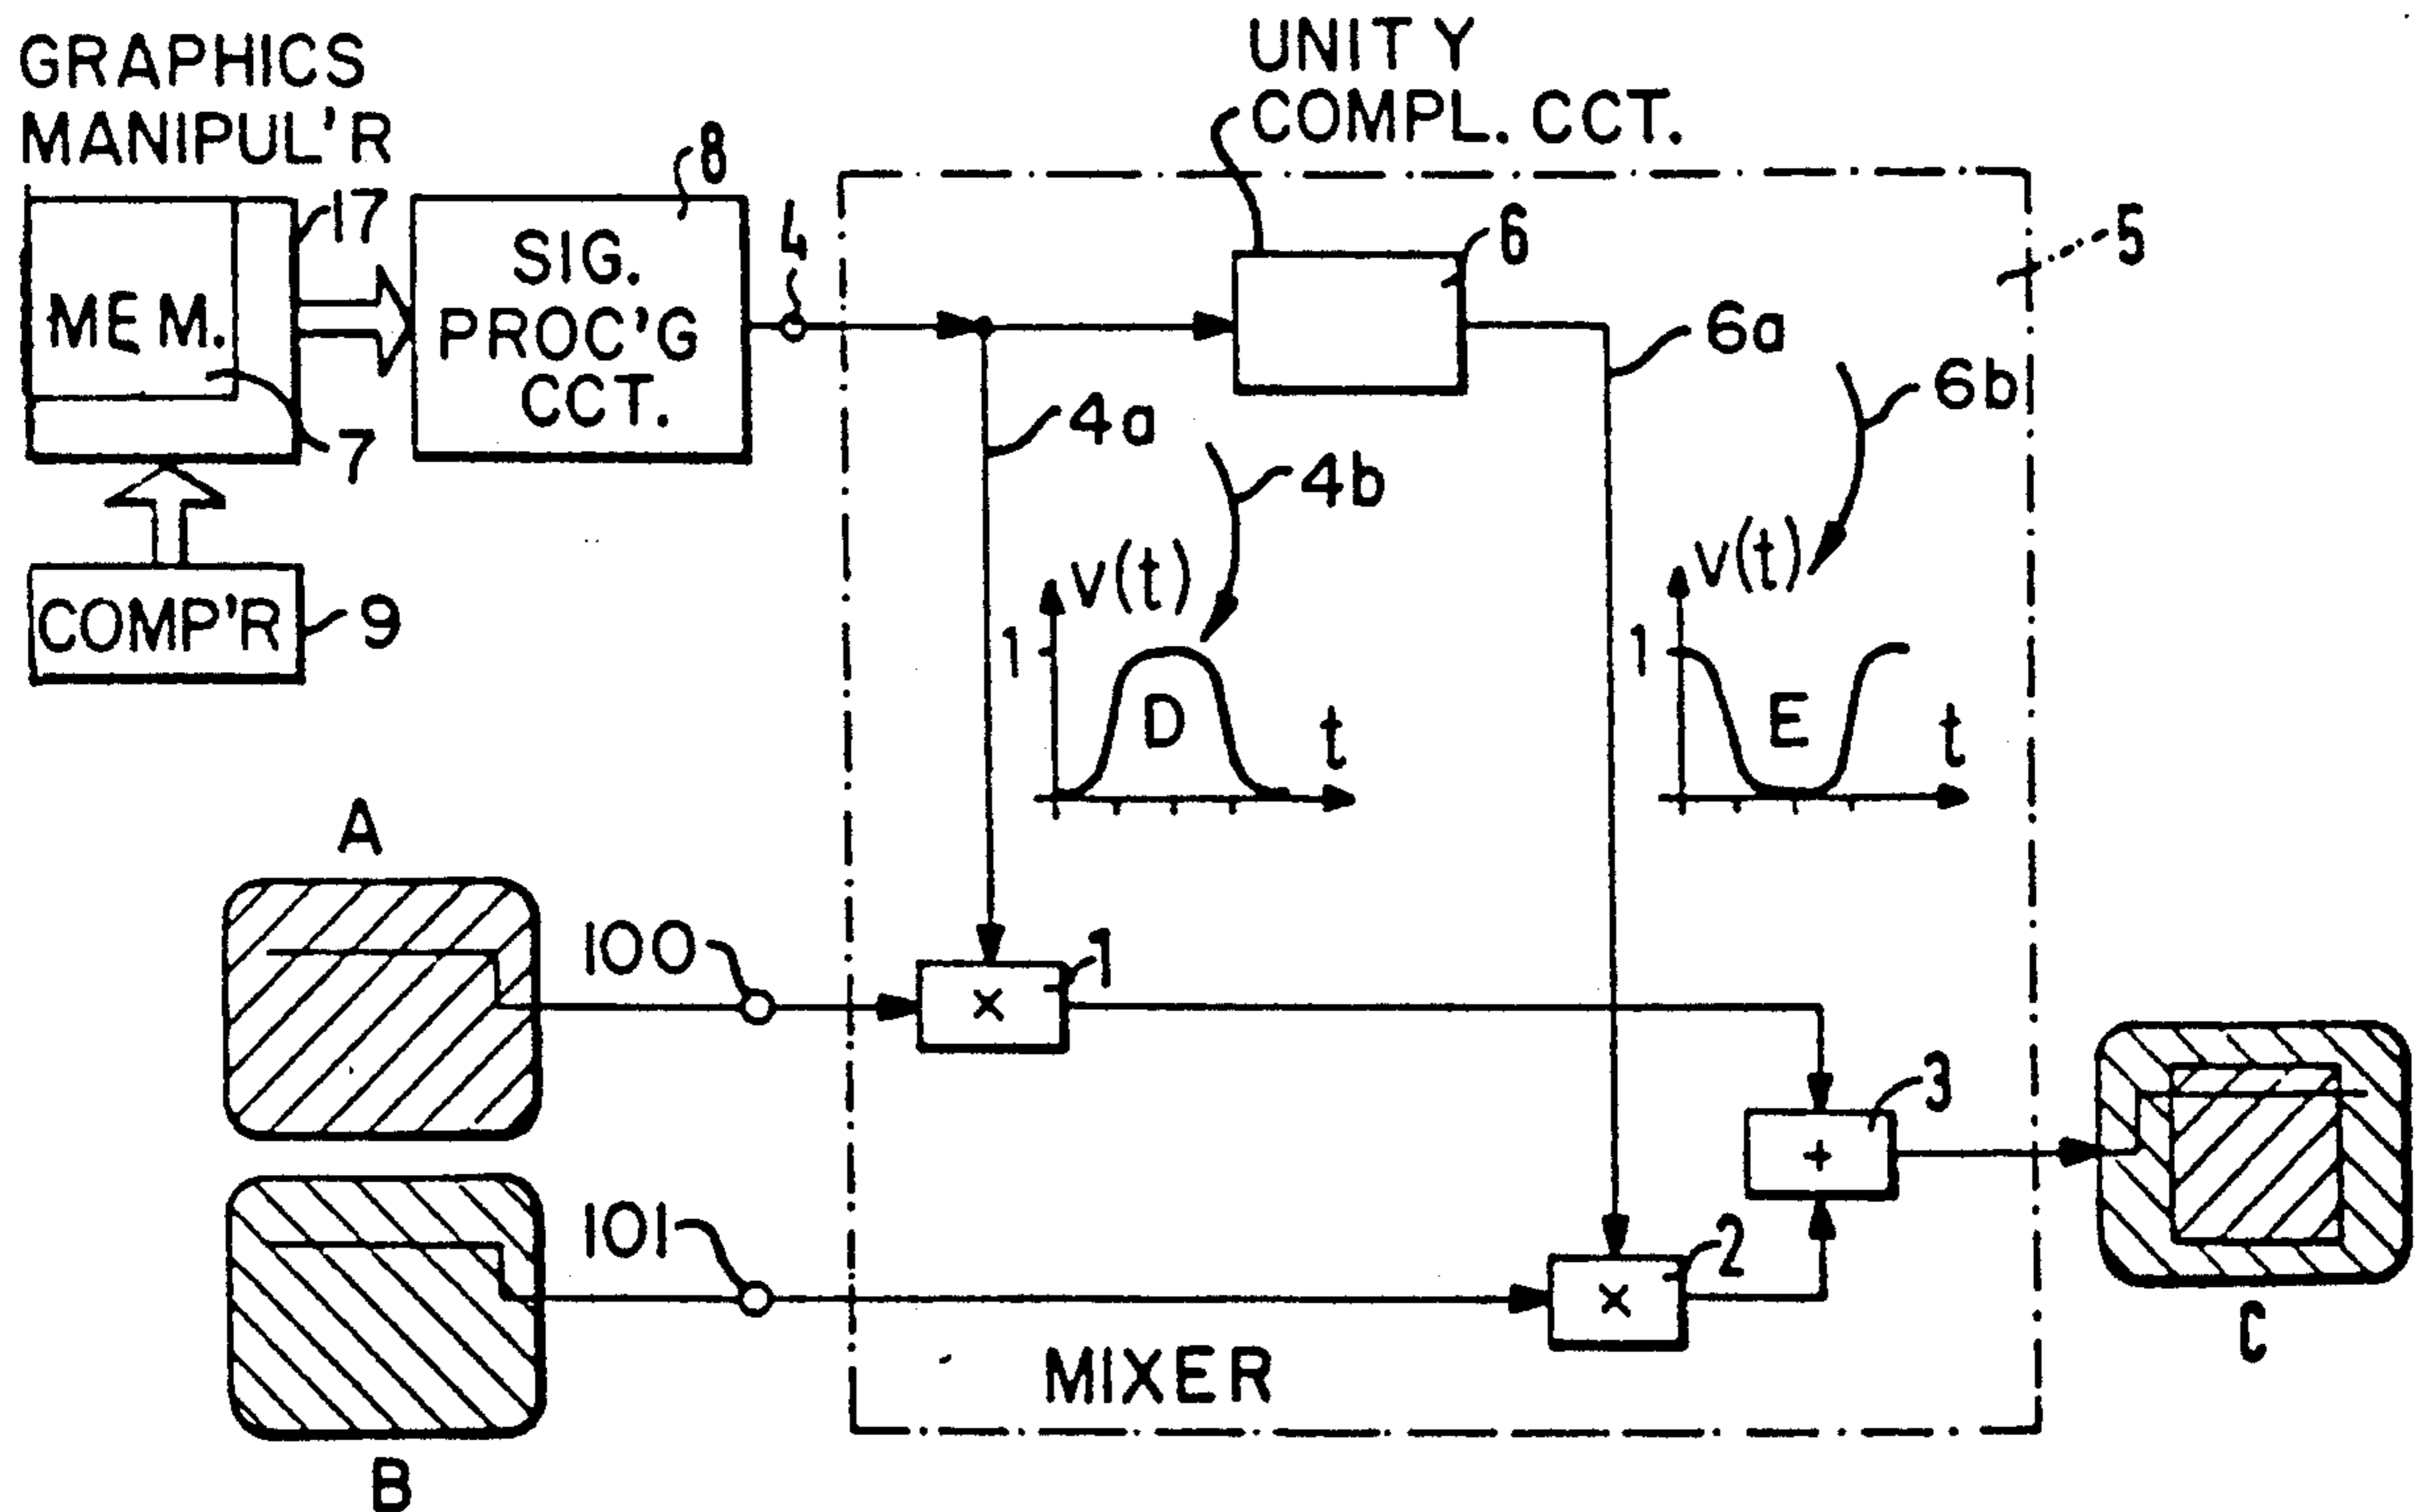 GRAPHICS
MANIPUL'R
UNITY
COMPL. CCT.
17
8
4
6
5
MEM.
SIG.
PROC'G
CCT.
7
6a
6b
4a
4b
COMP'R
9
v(t)
1
D
t
v(t)
1
E
t
A
100
1
×
3
+
101
2
×
MIXER
B
C